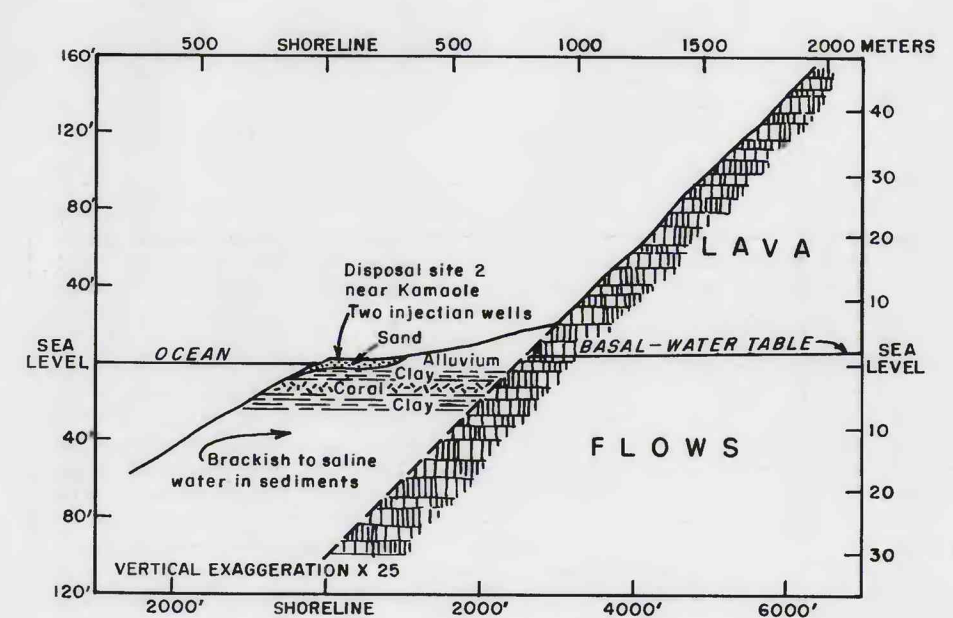 500 SHORELINE 500 1000 1500 2000 METERS
160'
120'
80'
40'
SEA
LEVEL
40'
80'
120'
40
30
20
10
SEA
LEVEL
10
20
30
LAVA
FLOWS
Disposal site 2
near Kamaole
Two injection wells
Sand
OCEAN
BASAL-WATER TABLE
Alluvium
Clay
Coral
Clay
Brackish to saline
water in sediments
VERTICAL EXAGGERATION X 25
2000' SHORELINE 2000' 4000' 6000'